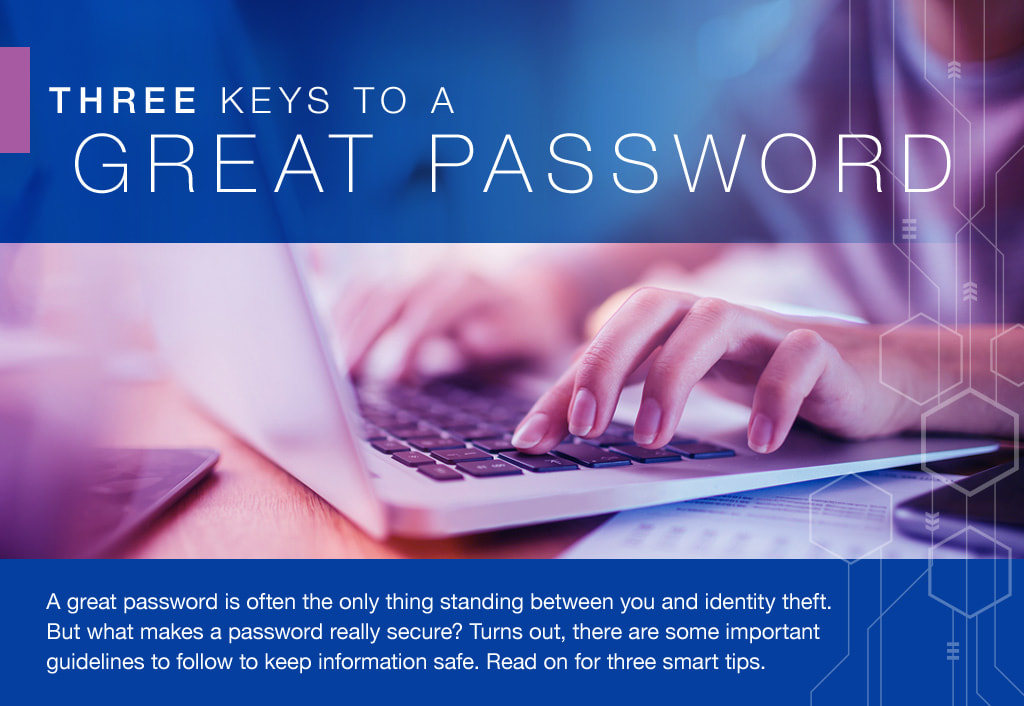 THREE KEYS TO A
GREAT PASSWORD
A great password is often the only thing standing between you and identity theft.
But what makes a password really secure? Turns out, there are some important
guidelines to follow to keep information safe. Read on for three smart tips.